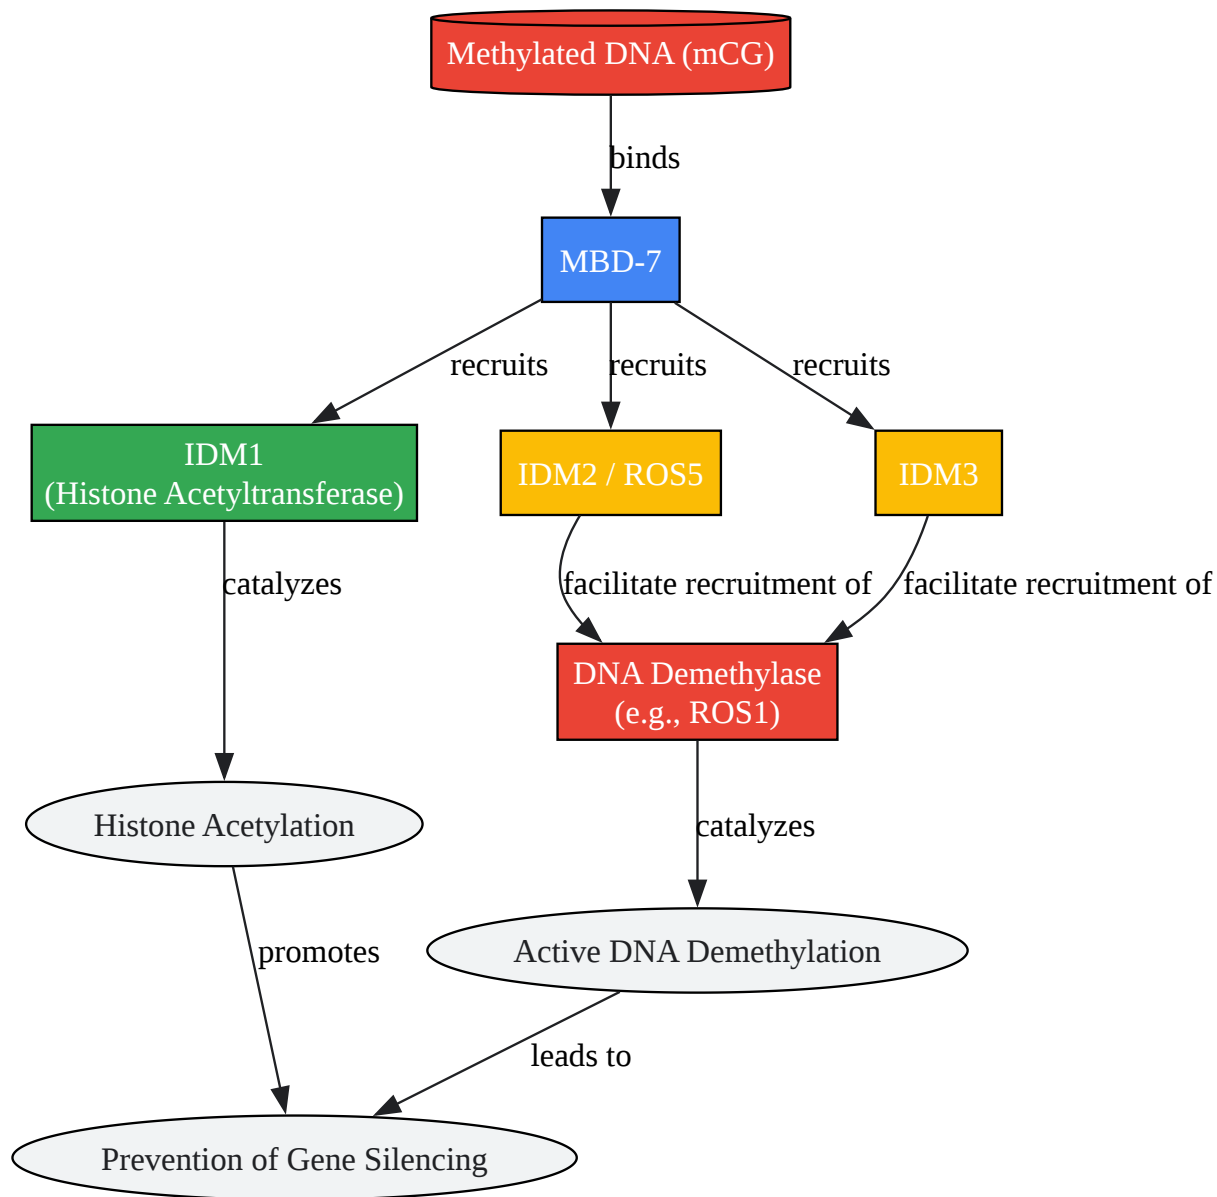 Methylated DNA (mCG)
binds
MBD-7
recruits
recruits
recruits
IDM1
(Histone Acetyltransferase)
IDM2 / ROS5
IDM3
catalyzes
facilitate recruitment of
facilitate recruitment of
DNA Demethylase
(e.g., ROS1)
Histone Acetylation
catalyzes
promotes
Active DNA Demethylation
leads to
Prevention of Gene Silencing